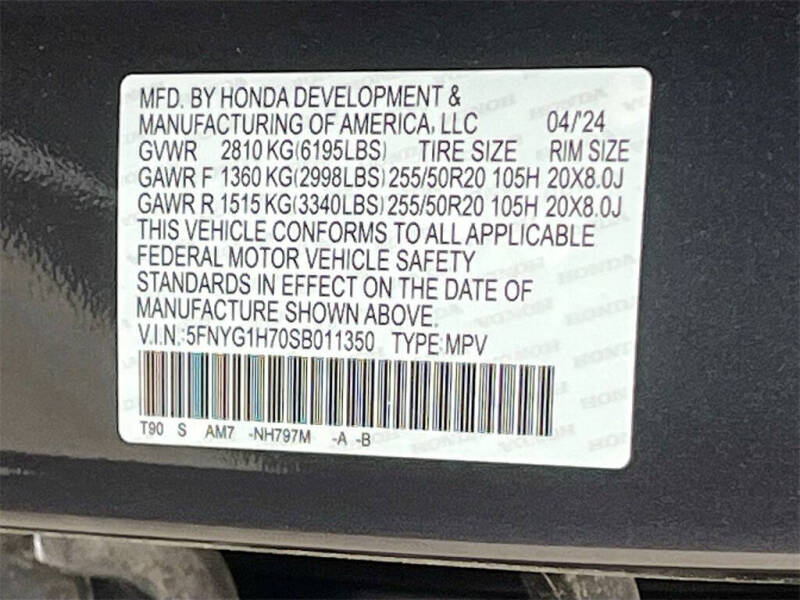 MFD. BY HONDA DEVELOPMENT &
MANUFACTURING OF AMERICA, LLC 04/'24
GVWR 2810 KG(6195LBS) TIRE SIZE RIM SIZE
GAWR F 1360 KG(2998LBS) 255/50R20 105H 20X8.0J
GAWR R 1515 KG(3340LBS) 255/50R20 105H 20X8.0J
THIS VEHICLE CONFORMS TO ALL APPLICABLE
FEDERAL MOTOR VEHICLE SAFETY
STANDARDS IN EFFECT ON THE DATE OF
MANUFACTURE SHOWN ABOVE.
V.I.N.:5FNYG1H70SB011350 TYPE:MPV
T90 S AM7 -NH797M -A -B